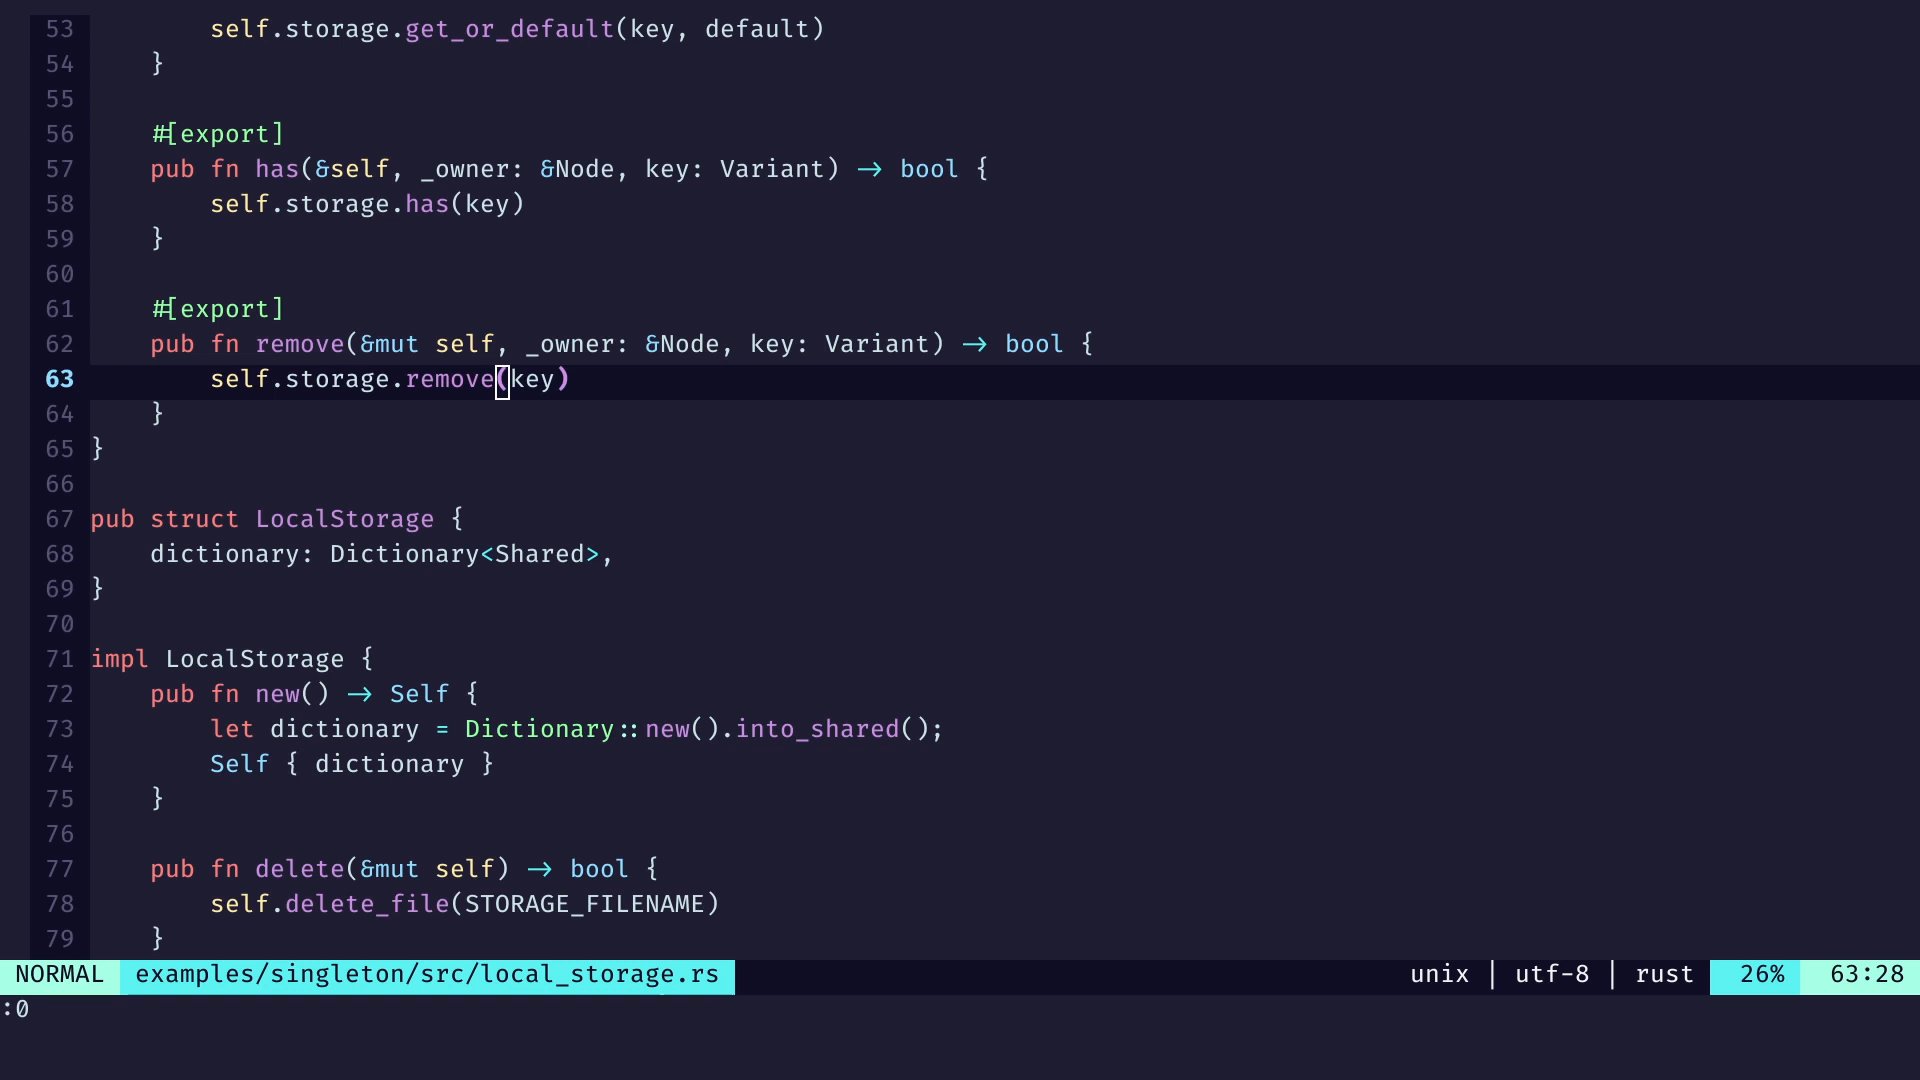 53         self.storage.get_or_default(key, default)
54     }
55
56     #[export]
57     pub fn has(&self, _owner: &Node, key: Variant) -> bool {
58         self.storage.has(key)
59     }
60
61     #[export]
62     pub fn remove(&mut self, _owner: &Node, key: Variant) -> bool {
63         self.storage.remove(key)
64     }
65 }
66
67 pub struct LocalStorage {
68     dictionary: Dictionary<Shared>,
69 }
70
71 impl LocalStorage {
72     pub fn new() -> Self {
73         let dictionary = Dictionary::new().into_shared();
74         Self { dictionary }
75     }
76
77     pub fn delete(&mut self) -> bool {
78         self.delete_file(STORAGE_FILENAME)
79     }
NORMAL examples/singleton/src/local_storage.rs unix | utf-8 | rust 26% 63:28
:0